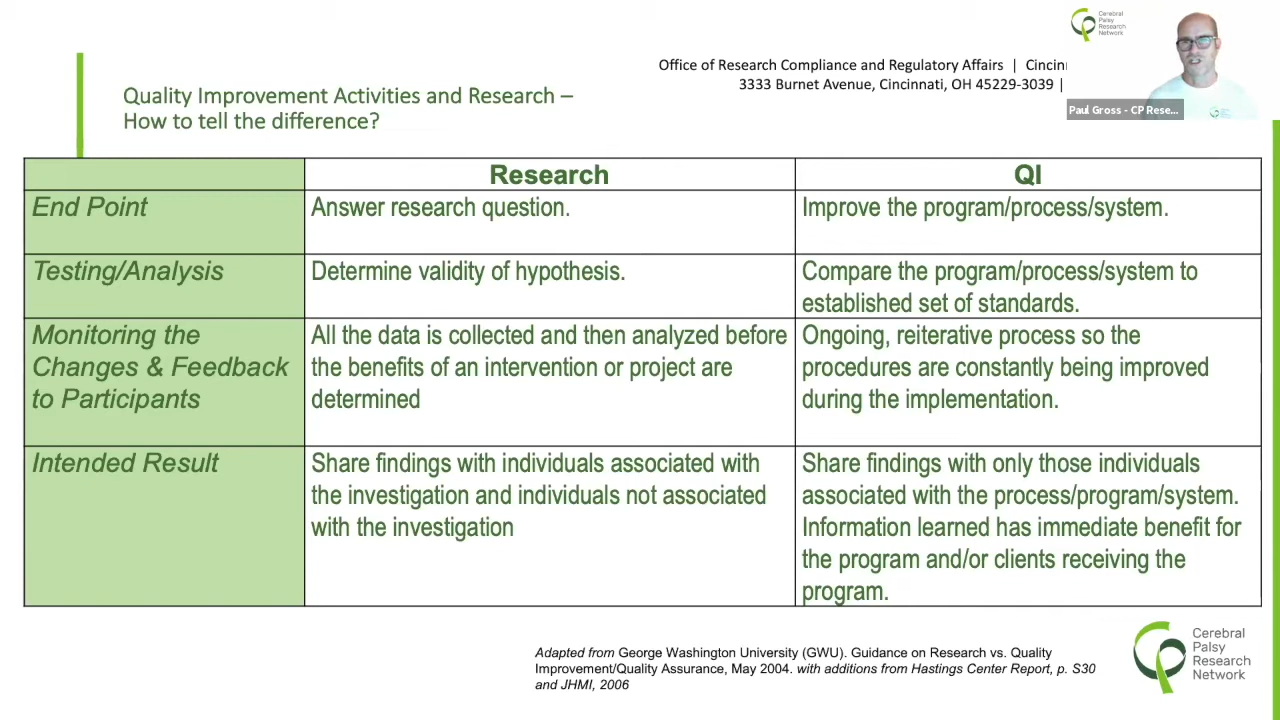 Cerebral
Palsy
Research
Network
Office of Research Compliance and Regulatory Affairs |
3333 Burnet Avenue, Cincinnati, OH 45229-3039 |
Paul Gross - CP Rese...
Quality Improvement Activities and Research –
How to tell the difference?
Research
QI
End Point
Answer research question.
Improve the program/process/system.
Testing/Analysis
Determine validity of hypothesis.
Compare the program/process/system to
established set of standards.
Monitoring the
Changes & Feedback
to Participants
All the data is collected and then analyzed before
the benefits of an intervention or project are
determined
Ongoing, reiterative process so the
procedures are constantly being improved
during the implementation.
Intended Result
Share findings with individuals associated with
the investigation and individuals not associated
with the investigation
Share findings with only those individuals
associated with the process/program/system.
Information learned has immediate benefit for
the program and/or clients receiving the
program.
Adapted from George Washington University (GWU). Guidance on Research vs. Quality
Improvement/Quality Assurance, May 2004. with additions from Hastings Center Report, p. S30
and JHMI, 2006
Cerebral
Palsy
Research
Network